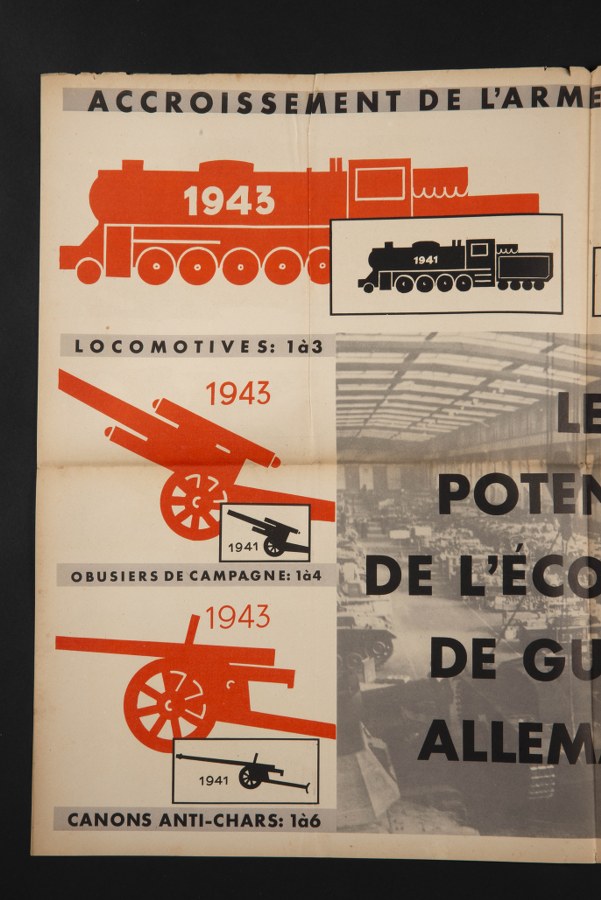 ACCROISSEMENT DE L'ARME
1943
1941
LOCOMOTIVES: 1à3
1943
1941
OBUSIERS DE CAMPAGNE: 1à4
1943
1941
CANONS ANTI-CHARS: 1à6
LE
POTEN
DE L'ÉCO
DE GU
ALLEMA